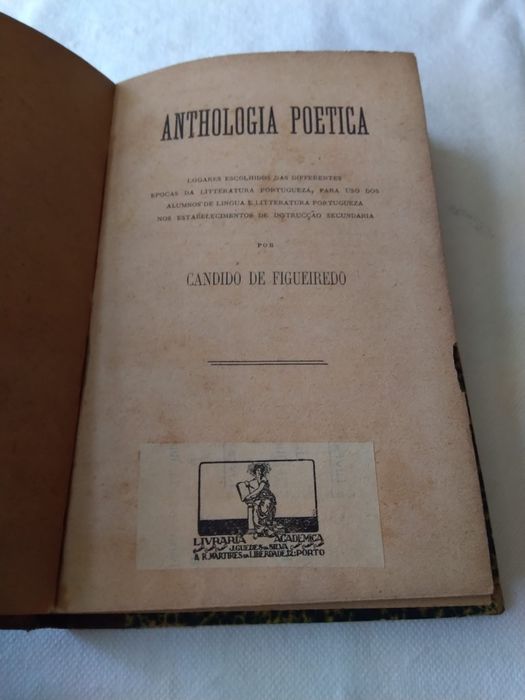 ANTHOLOGIA POETICA
LOGARES ESCOLHIDOS DAS DIFFERENTES
EPOCAS DA LITTERATURA PORTUGUEZA, PARA USO DOS
ALUMNOS DE LINGUA E LITTERATURA PORTUGUEZA
NOS ESTABELECIMENTOS DE INSTRUCÇÃO SECUNDARIA
POR
CANDIDO DE FIGUEIREDO
LIVRARIA ACADEMICA
J. GUEDES DA SILVA
A R. MARTIRES DA LIBERDADE, 12: PORTO